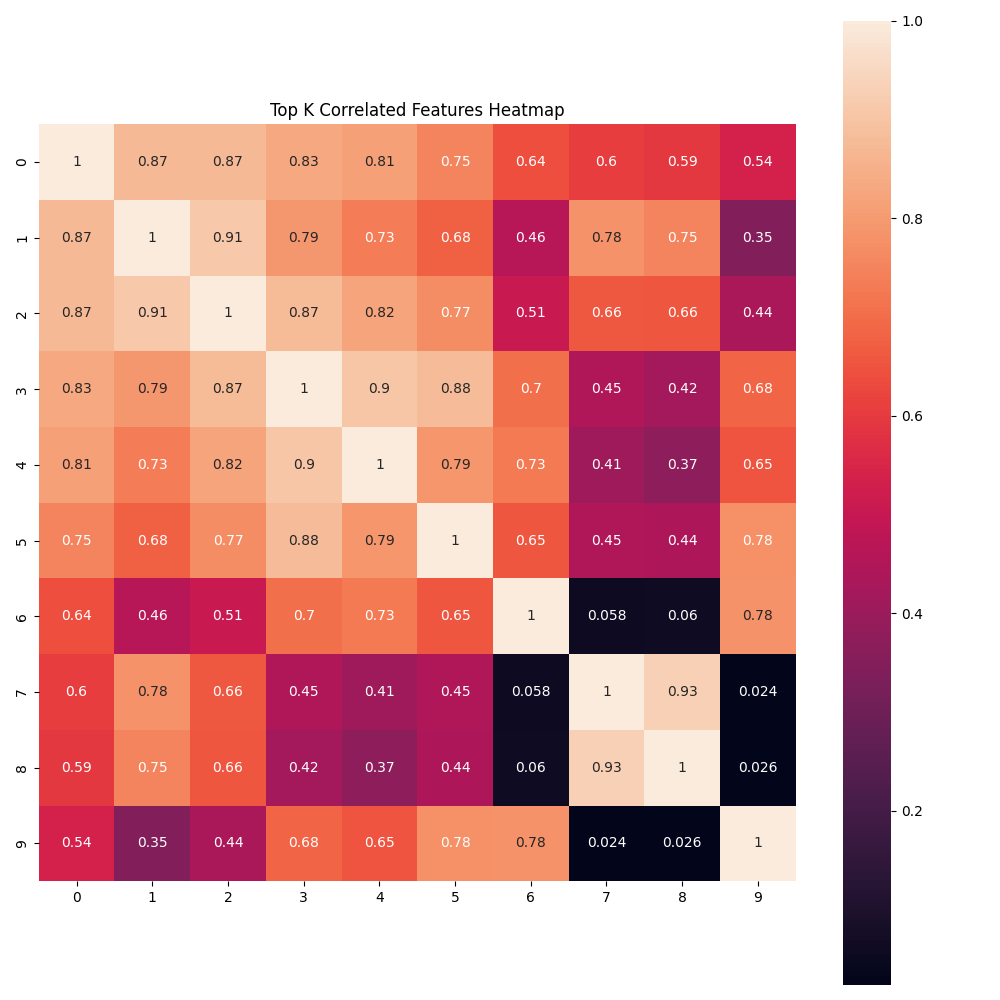 1.0
Top K Correlated Features Heatmap
0 1 0.87 0.87 0.83 0.81 0.75 0.64 0.6 0.59 0.54
1 0.87 1 0.91 0.79 0.73 0.68 0.46 0.78 0.75 0.35
0.8
2 0.87 0.91 1 0.87 0.82 0.77 0.51 0.66 0.66 0.44
3 0.83 0.79 0.87 1 0.9 0.88 0.7 0.45 0.42 0.68
0.6
4 0.81 0.73 0.82 0.9 1 0.79 0.73 0.41 0.37 0.65
5 0.75 0.68 0.77 0.88 0.79 1 0.65 0.45 0.44 0.78
6 0.64 0.46 0.51 0.7 0.73 0.65 1 0.058 0.06 0.78
0.4
7 0.6 0.78 0.66 0.45 0.41 0.45 0.058 1 0.93 0.024
8 0.59 0.75 0.66 0.42 0.37 0.44 0.06 0.93 1 0.026
0.2
9 0.54 0.35 0.44 0.68 0.65 0.78 0.78 0.024 0.026 1
0 1 2 3 4 5 6 7 8 9